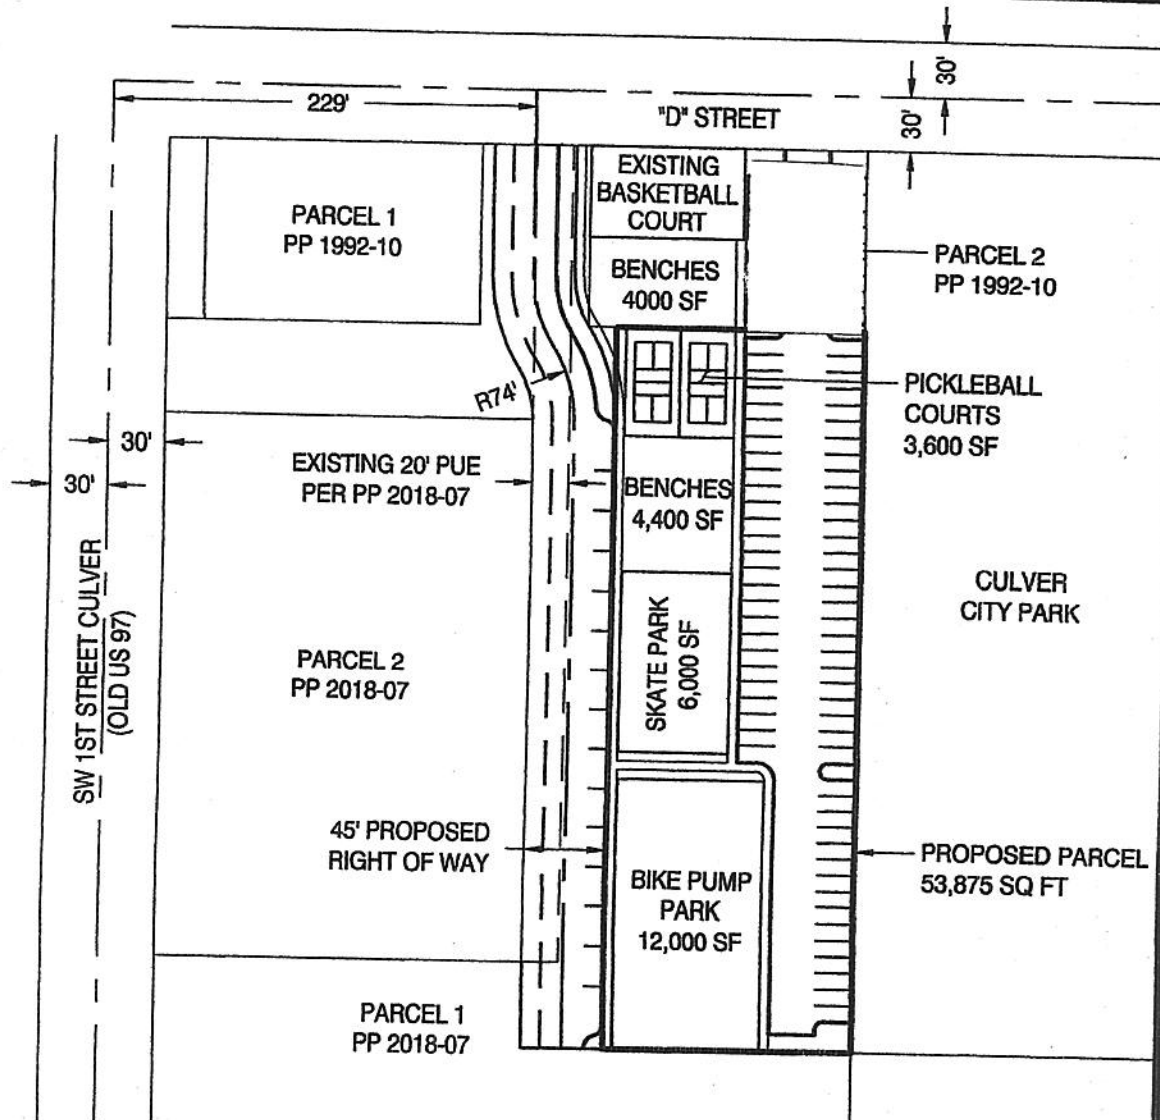 30'
229'
"D" STREET
30'
EXISTING
BASKETBALL
COURT
PARCEL 1
PP 1992-10
PARCEL 2
PP 1992-10
BENCHES
4000 SF
R74'
PICKLEBALL
COURTS
3,600 SF
30'
30'
EXISTING 20' PUE
PER PP 2018-07
BENCHES
4,400 SF
SW 1ST STREET CULVER
(OLD US 97)
SKATE PARK
6,000 SF
CULVER
CITY PARK
PARCEL 2
PP 2018-07
45' PROPOSED
RIGHT OF WAY
PROPOSED PARCEL
53,875 SQ FT
BIKE PUMP
PARK
12,000 SF
PARCEL 1
PP 2018-07